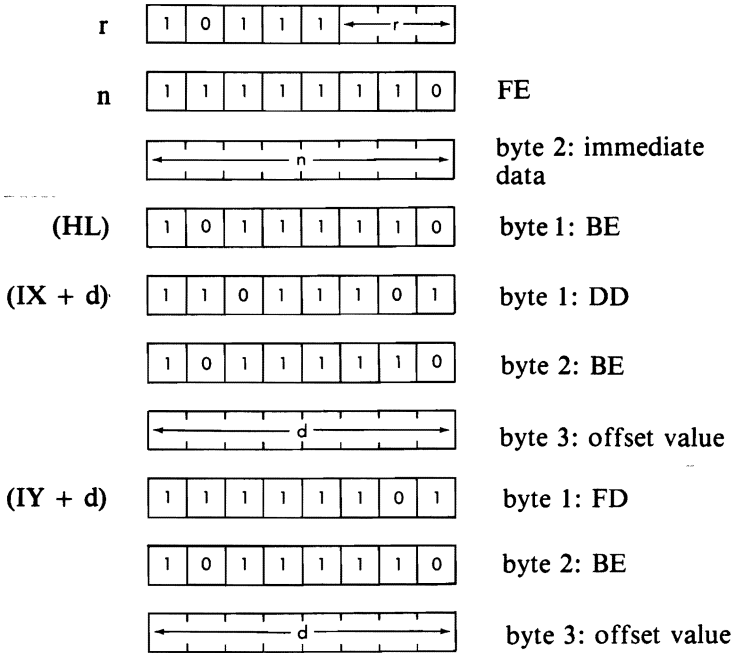 r 1 0 1 1 1 r
n 1 1 1 1 1 1 1 0 FE
n byte 2: immediate
data
(HL) 1 0 1 1 1 1 1 0 byte 1: BE
(IX + d) 1 1 0 1 1 1 0 1 byte 1: DD
1 0 1 1 1 1 1 0 byte 2: BE
d byte 3: offset value
(IY + d) 1 1 1 1 1 1 0 1 byte 1: FD
1 0 1 1 1 1 1 0 byte 2: BE
d byte 3: offset value